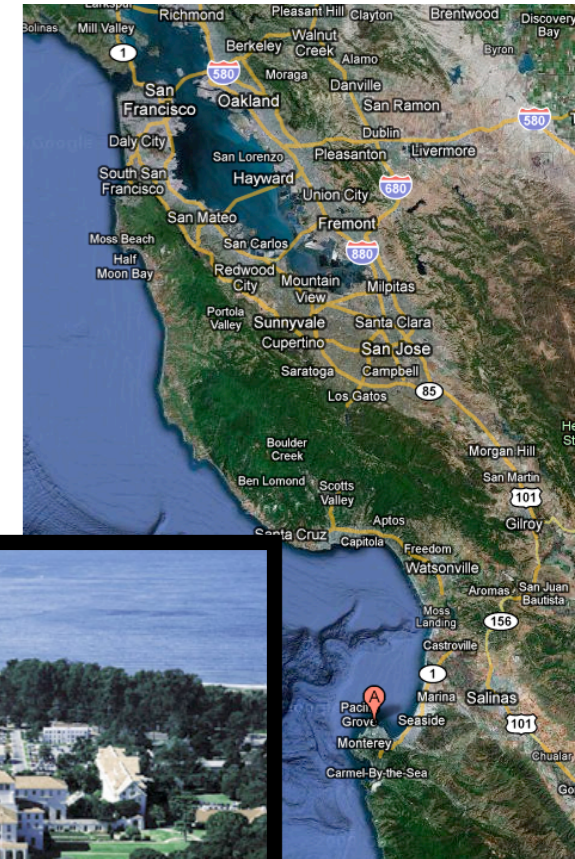 Larkspur
Pleasant Hill
Richmond
Clayton
Brentwood
Discovery
Bay
Bolinas
Mill Valley
Walnut
Creek
Berkeley
Byron
1
Alamo
580
Moraga
Danville
San
Francisco
Oakland
San Ramon
580
Dublin
Daly City
San Lorenzo
Pleasanton
Livermore
South San
Francisco
Hayward
680
Union City
San Mateo
Fremont
Moss Beach
San Carlos
880
Half
Moon Bay
Redwood
City
Mountain
View
Milpitas
Portola
Valley
Sunnyvale
Santa Clara
Cupertino
San Jose
Saratoga
Campbell
85
Los Gatos
Boulder
Creek
Morgan Hill
Ben Lomond
Scotts
Valley
San Martin
101
Aptos
Gilroy
Santa Cruz
Capitola
Freedom
Watsonville
Aromas
San Juan
Bautista
Moss
Landing
156
Castroville
1
A
Marina
Salinas
Pacific
Grove
Seaside
101
Monterey
Chualar
Carmel-By-the-Sea